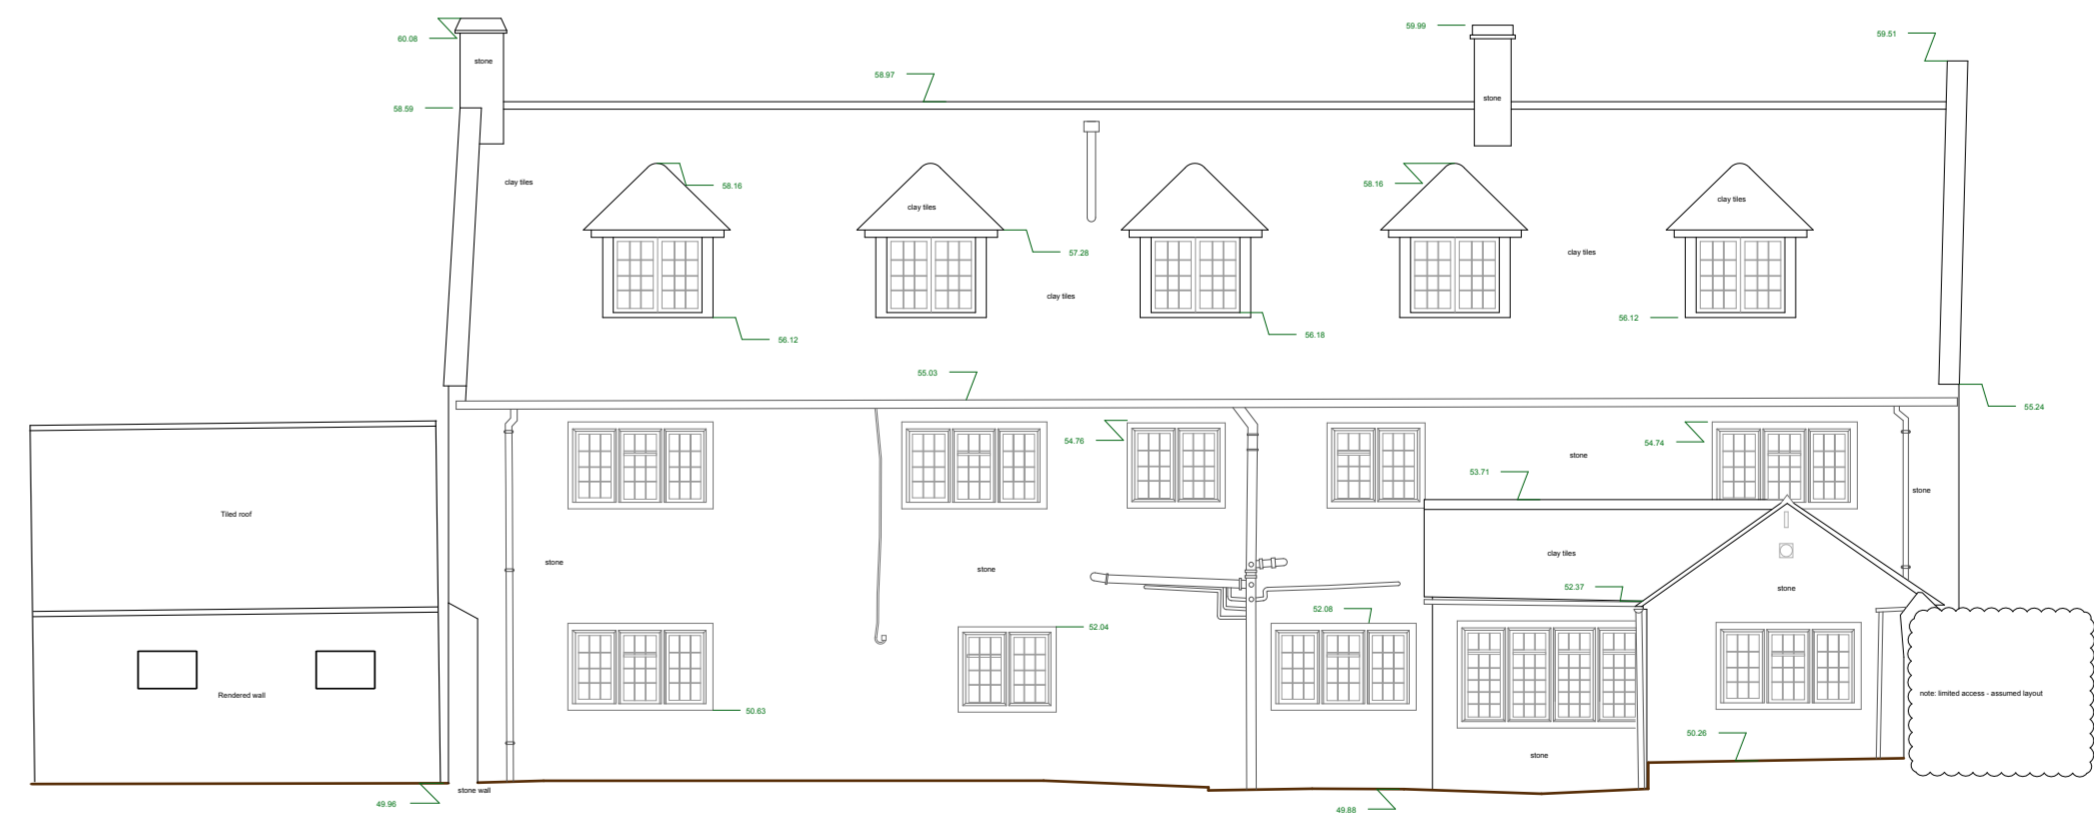 59.99
59.51
60.08
stone
58.97
stone
58.59
clay tiles
58.16
58.16
clay tiles
clay tiles
57.28
clay tiles
clay tiles
56.12
56.18
56.12
55.03
55.24
54.76
54.74
stone
53.71
stone
Tiled roof
stone
stone
clay tiles
52.37
stone
52.08
52.04
Rendered wall
note: limited access - assumed layout
50.63
50.26
stone
stone wall
49.96
49.88